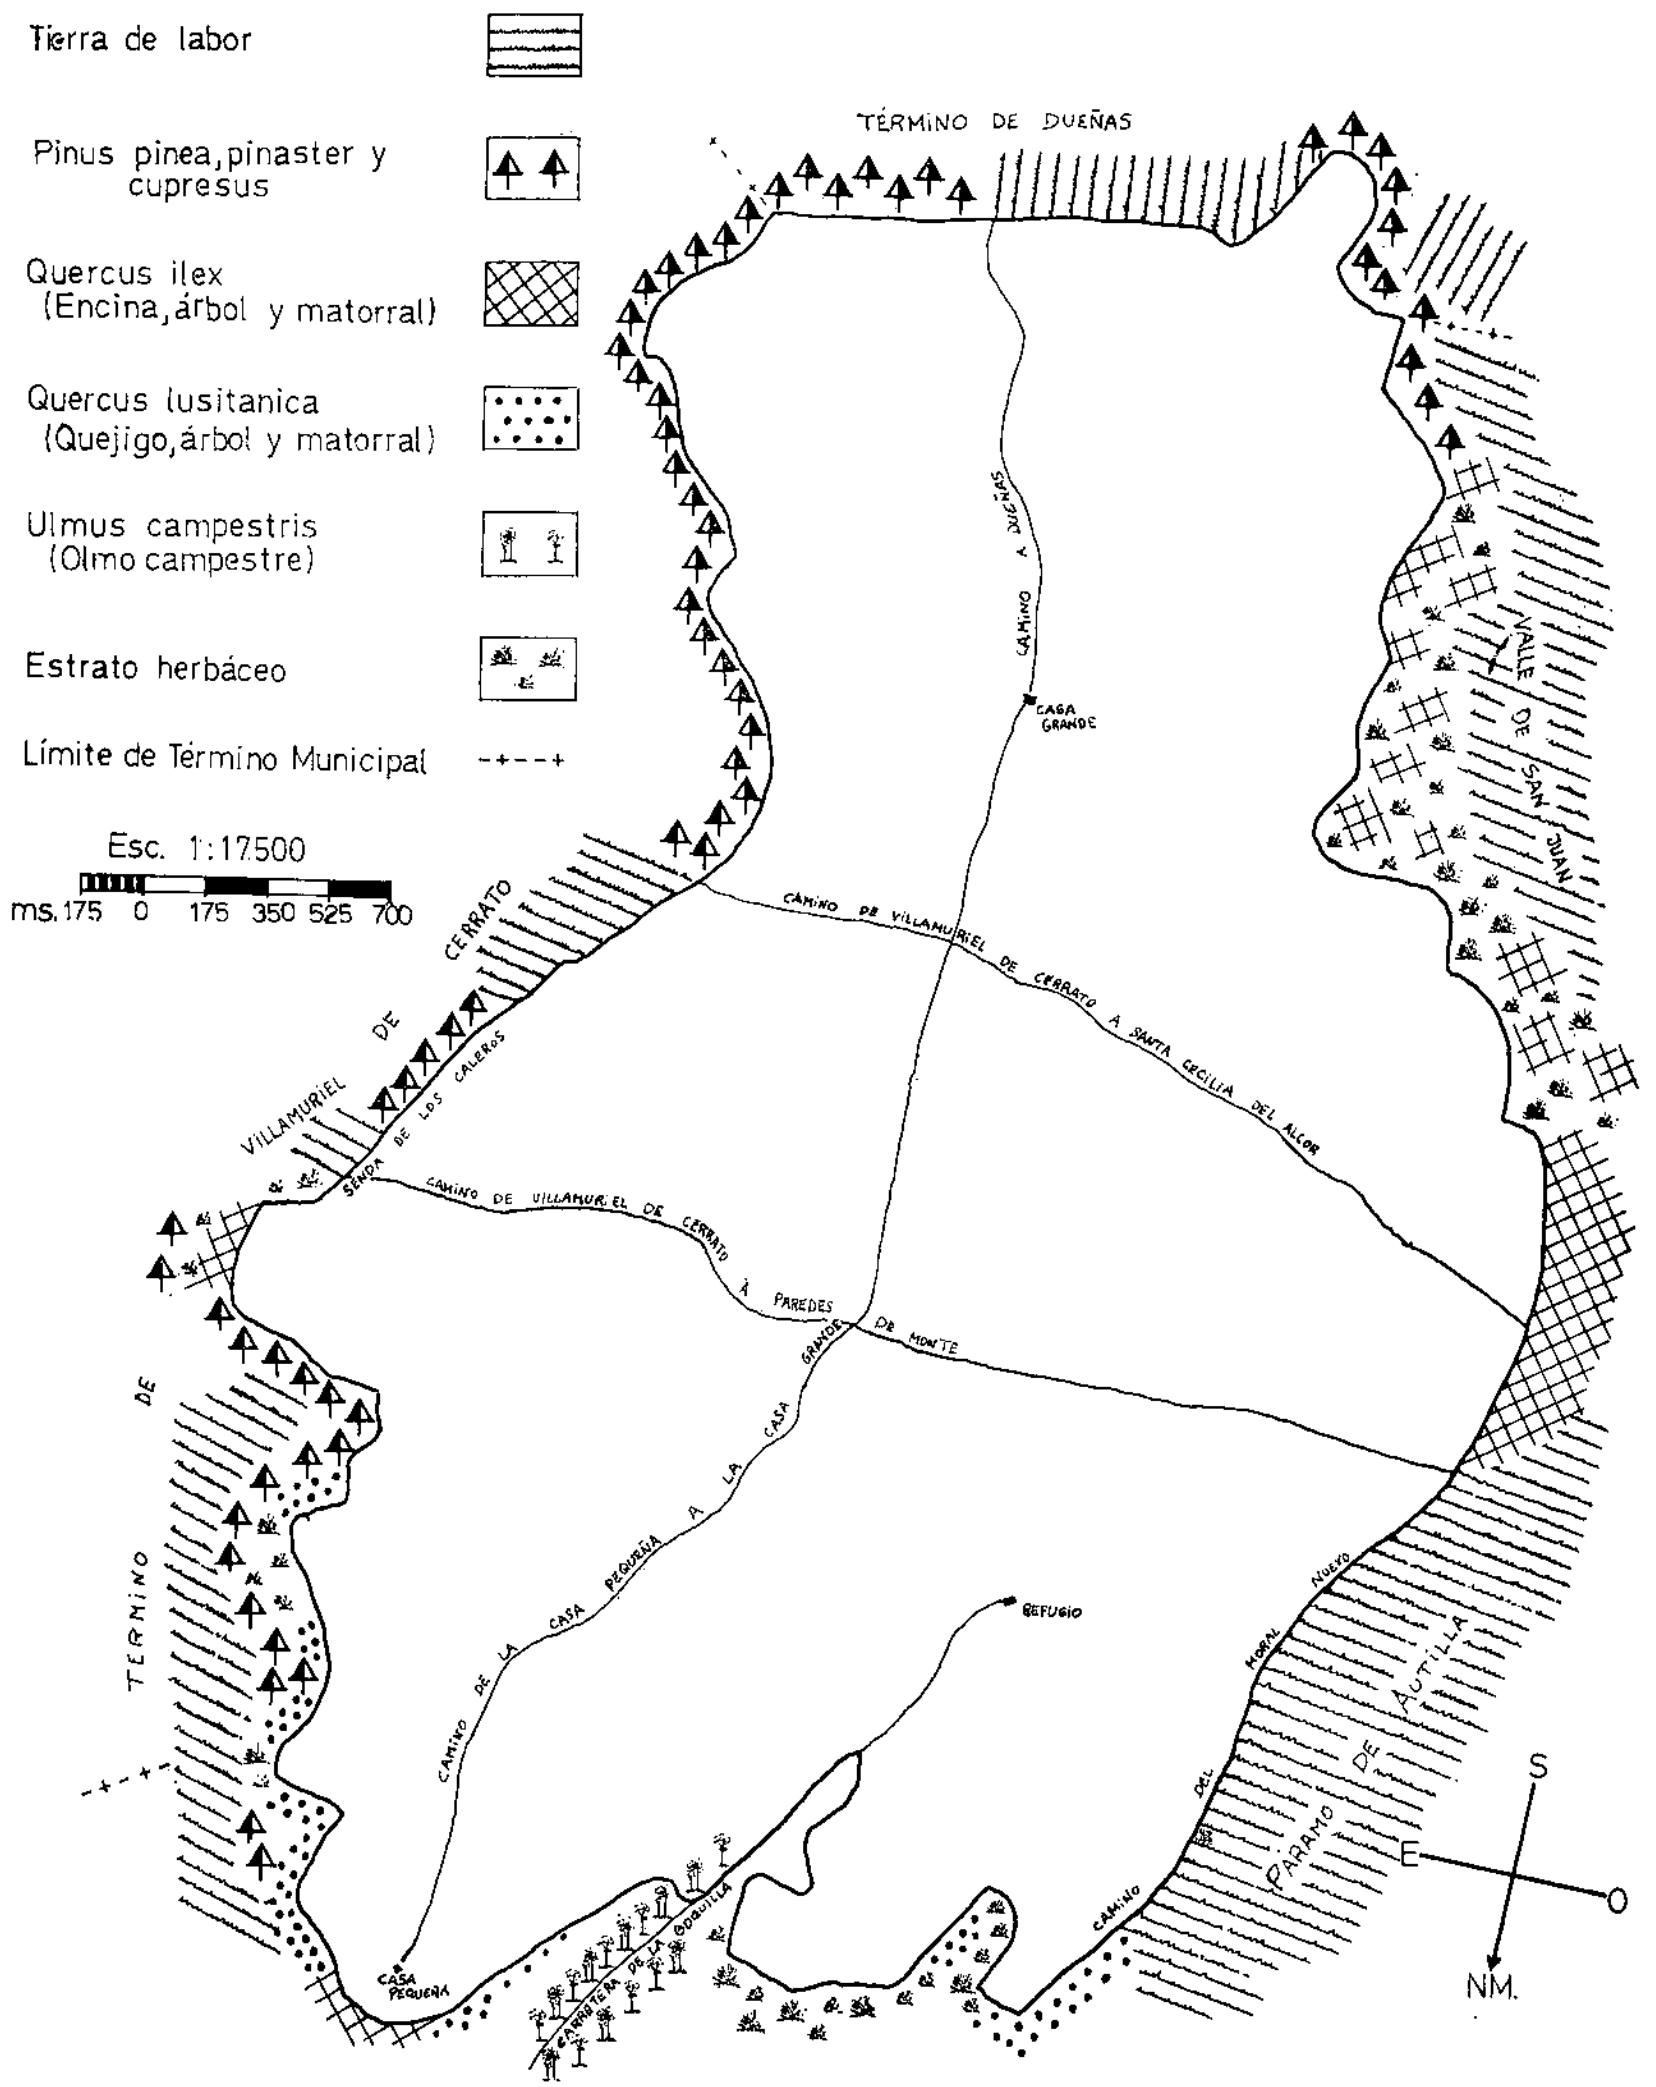 Tierra de labor
Pinus pinea, pinaster y
cupresus
Quercus ilex
(Encina, árbol y matorral)
Quercus lusitanica
(Quejigo, árbol y matorral)
Ulmus campestris
(Olmo campestre)
Estrato herbáceo
Límite de Término Municipal
Esc. 1:17.500
ms. 175 0 175 350 525 700
TÉRMINO DE DUEÑAS
CAMINO A DUEÑAS
CASA
GRANDE
VALLE DE SAN JUAN
CAMINO DE VILLAMURIEL DE CERRATO A SANTA CECILIA DEL ALCOR
TERMINO DE VILLAMURIEL DE CERRATO
SENDA DE LOS CALEROS
CAMINO DE VILLAMURIEL DE CERRATO À PAREDES DE MONTE
CAMINO DE LA CASA PEQUEÑA A LA CASA GRANDE
REFUGIO
CAMINO DEL MORAL NUEVO
PÁRAMO DE AUTILLA
CASA
PEQUEÑA
CARRETERA DE LA BOQUILLA
S
E
O
NM.